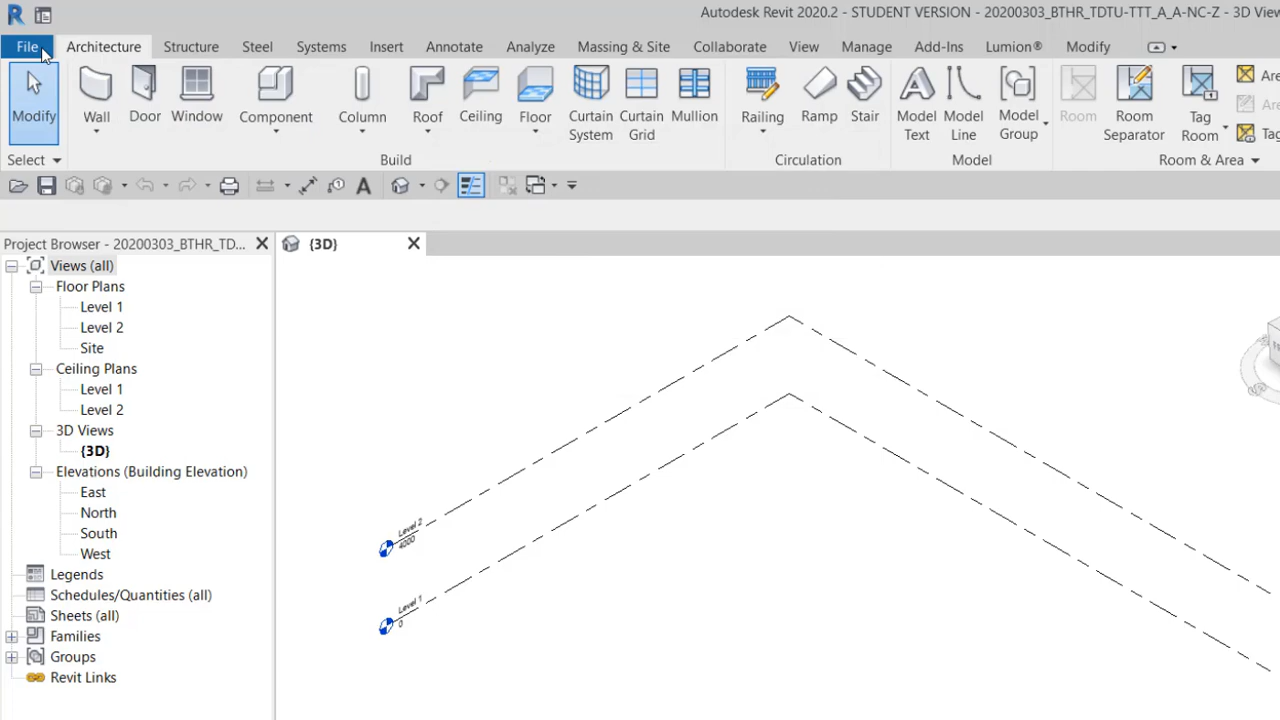 Autodesk Revit 2020.2 - STUDENT VERSION - 20200303_BTHR_TDTU-TTT_A_A-NC-Z - 3D View
File Architecture Structure Steel Systems Insert Annotate Analyze Massing & Site Collaborate View Manage Add-Ins Lumion® Modify
Modify Wall Door Window Component Column Roof Ceiling Floor Curtain System Curtain Grid Mullion Railing Ramp Stair Model Text Model Line Model Group Room Room Separator Tag Room
Select Build Circulation Model Room & Area
Project Browser - 20200303_BTHR_TD...
{3D}
Views (all)
Floor Plans
Level 1
Level 2
Site
Ceiling Plans
Level 1
Level 2
3D Views
{3D}
Elevations (Building Elevation)
East
North
South
West
Legends
Schedules/Quantities (all)
Sheets (all)
Families
Groups
Revit Links
Level 2
4000
Level 1
0